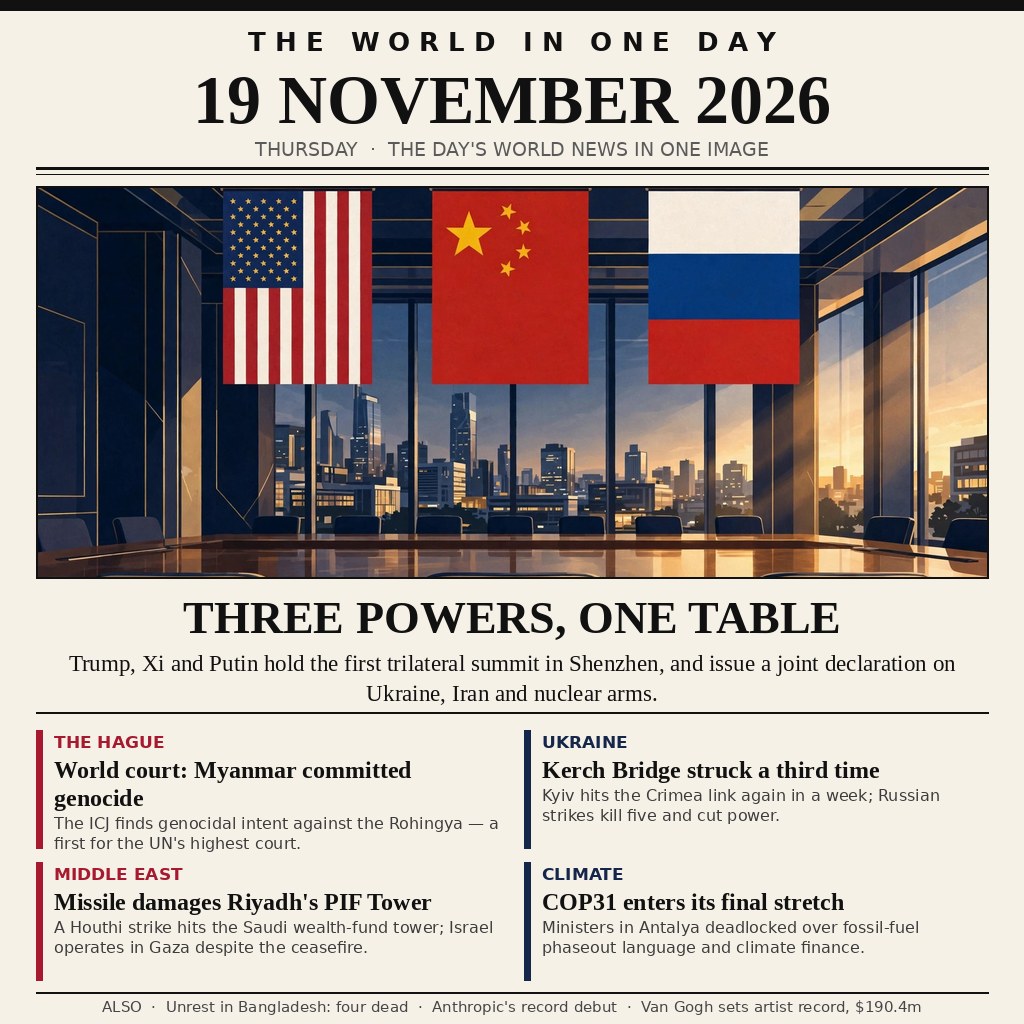 THE WORLD IN ONE DAY
19 NOVEMBER 2026
THURSDAY · THE DAY'S WORLD NEWS IN ONE IMAGE
THREE POWERS, ONE TABLE
Trump, Xi and Putin hold the first trilateral summit in Shenzhen, and issue a joint declaration on
Ukraine, Iran and nuclear arms.
THE HAGUE
World court: Myanmar committed
genocide
The ICJ finds genocidal intent against the Rohingya — a
first for the UN's highest court.
UKRAINE
Kerch Bridge struck a third time
Kyiv hits the Crimea link again in a week; Russian
strikes kill five and cut power.
MIDDLE EAST
Missile damages Riyadh's PIF Tower
A Houthi strike hits the Saudi wealth-fund tower; Israel
operates in Gaza despite the ceasefire.
CLIMATE
COP31 enters its final stretch
Ministers in Antalya deadlocked over fossil-fuel
phaseout language and climate finance.
ALSO · Unrest in Bangladesh: four dead · Anthropic's record debut · Van Gogh sets artist record, $190.4m